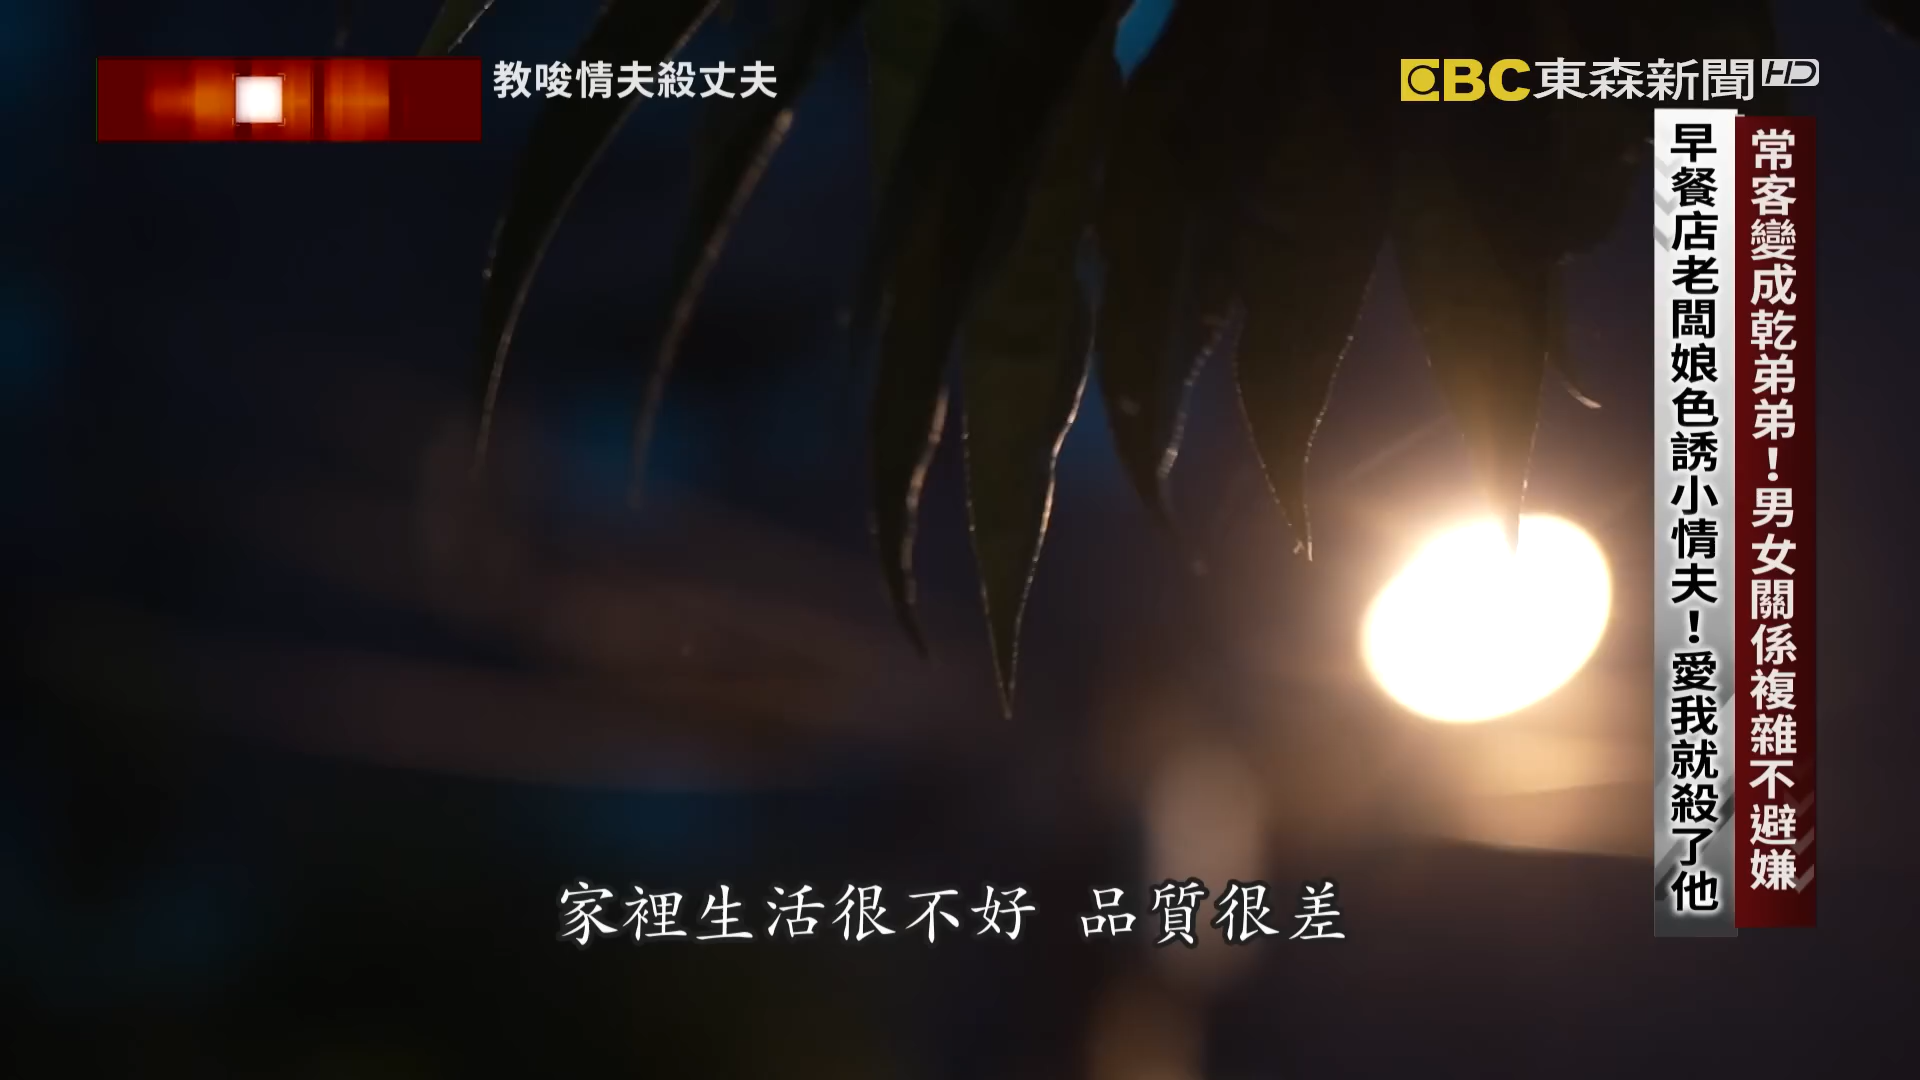 教唆情夫殺丈夫
EBC東森新聞HD
常客變成乾弟弟!男女關係複雜不避嫌
早餐店老闆娘色誘小情夫!愛我就殺了他
家裡生活很不好 品質很差